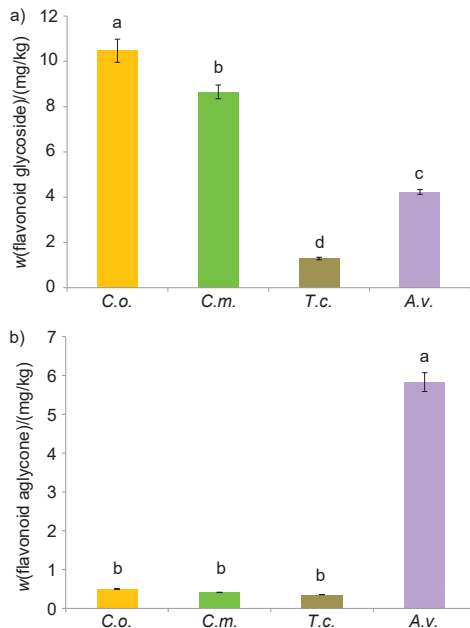 a)
w(flavonoid glycoside)/(mg/kg)
12
10
8
6
4
2
0
a
b
d
c
C.o. C.m. T.c. A.v.
b)
w(flavonoid aglycone)/(mg/kg)
7
6
5
4
3
2
1
0
b b b a
C.o. C.m. T.c. A.v.